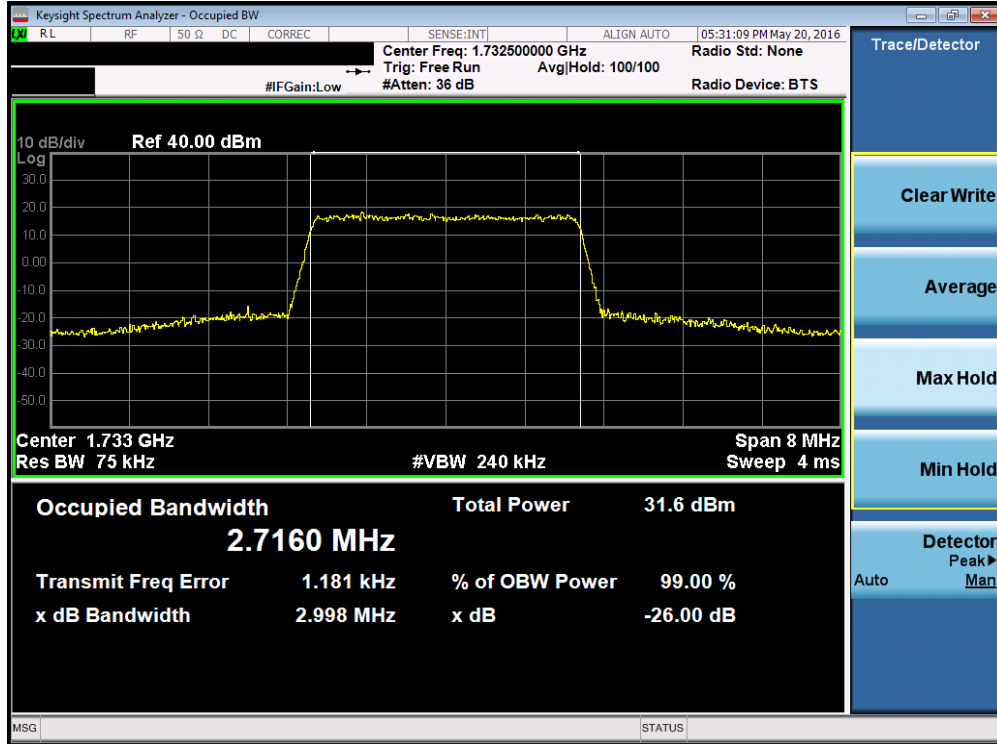 Keysight Spectrum Analyzer - Occupied BW
LXI RL RF 50 Ω DC CORREC SENSE:INT ALIGN AUTO 05:31:09 PM May 20, 2016
Center Freq: 1.732500000 GHz Radio Std: None
Trig: Free Run Avg|Hold: 100/100
#IFGain:Low #Atten: 36 dB Radio Device: BTS
10 dB/div Ref 40.00 dBm
Log
30.0
20.0
10.0
0.00
-10.0
-20.0
-30.0
-40.0
-50.0
Center 1.733 GHz Span 8 MHz
Res BW 75 kHz #VBW 240 kHz Sweep 4 ms
Occupied Bandwidth Total Power 31.6 dBm
2.7160 MHz
Transmit Freq Error 1.181 kHz % of OBW Power 99.00 %
x dB Bandwidth 2.998 MHz x dB -26.00 dB
MSG STATUS
Trace/Detector
Clear Write
Average
Max Hold
Min Hold
Detector
Peak▶
Auto Man